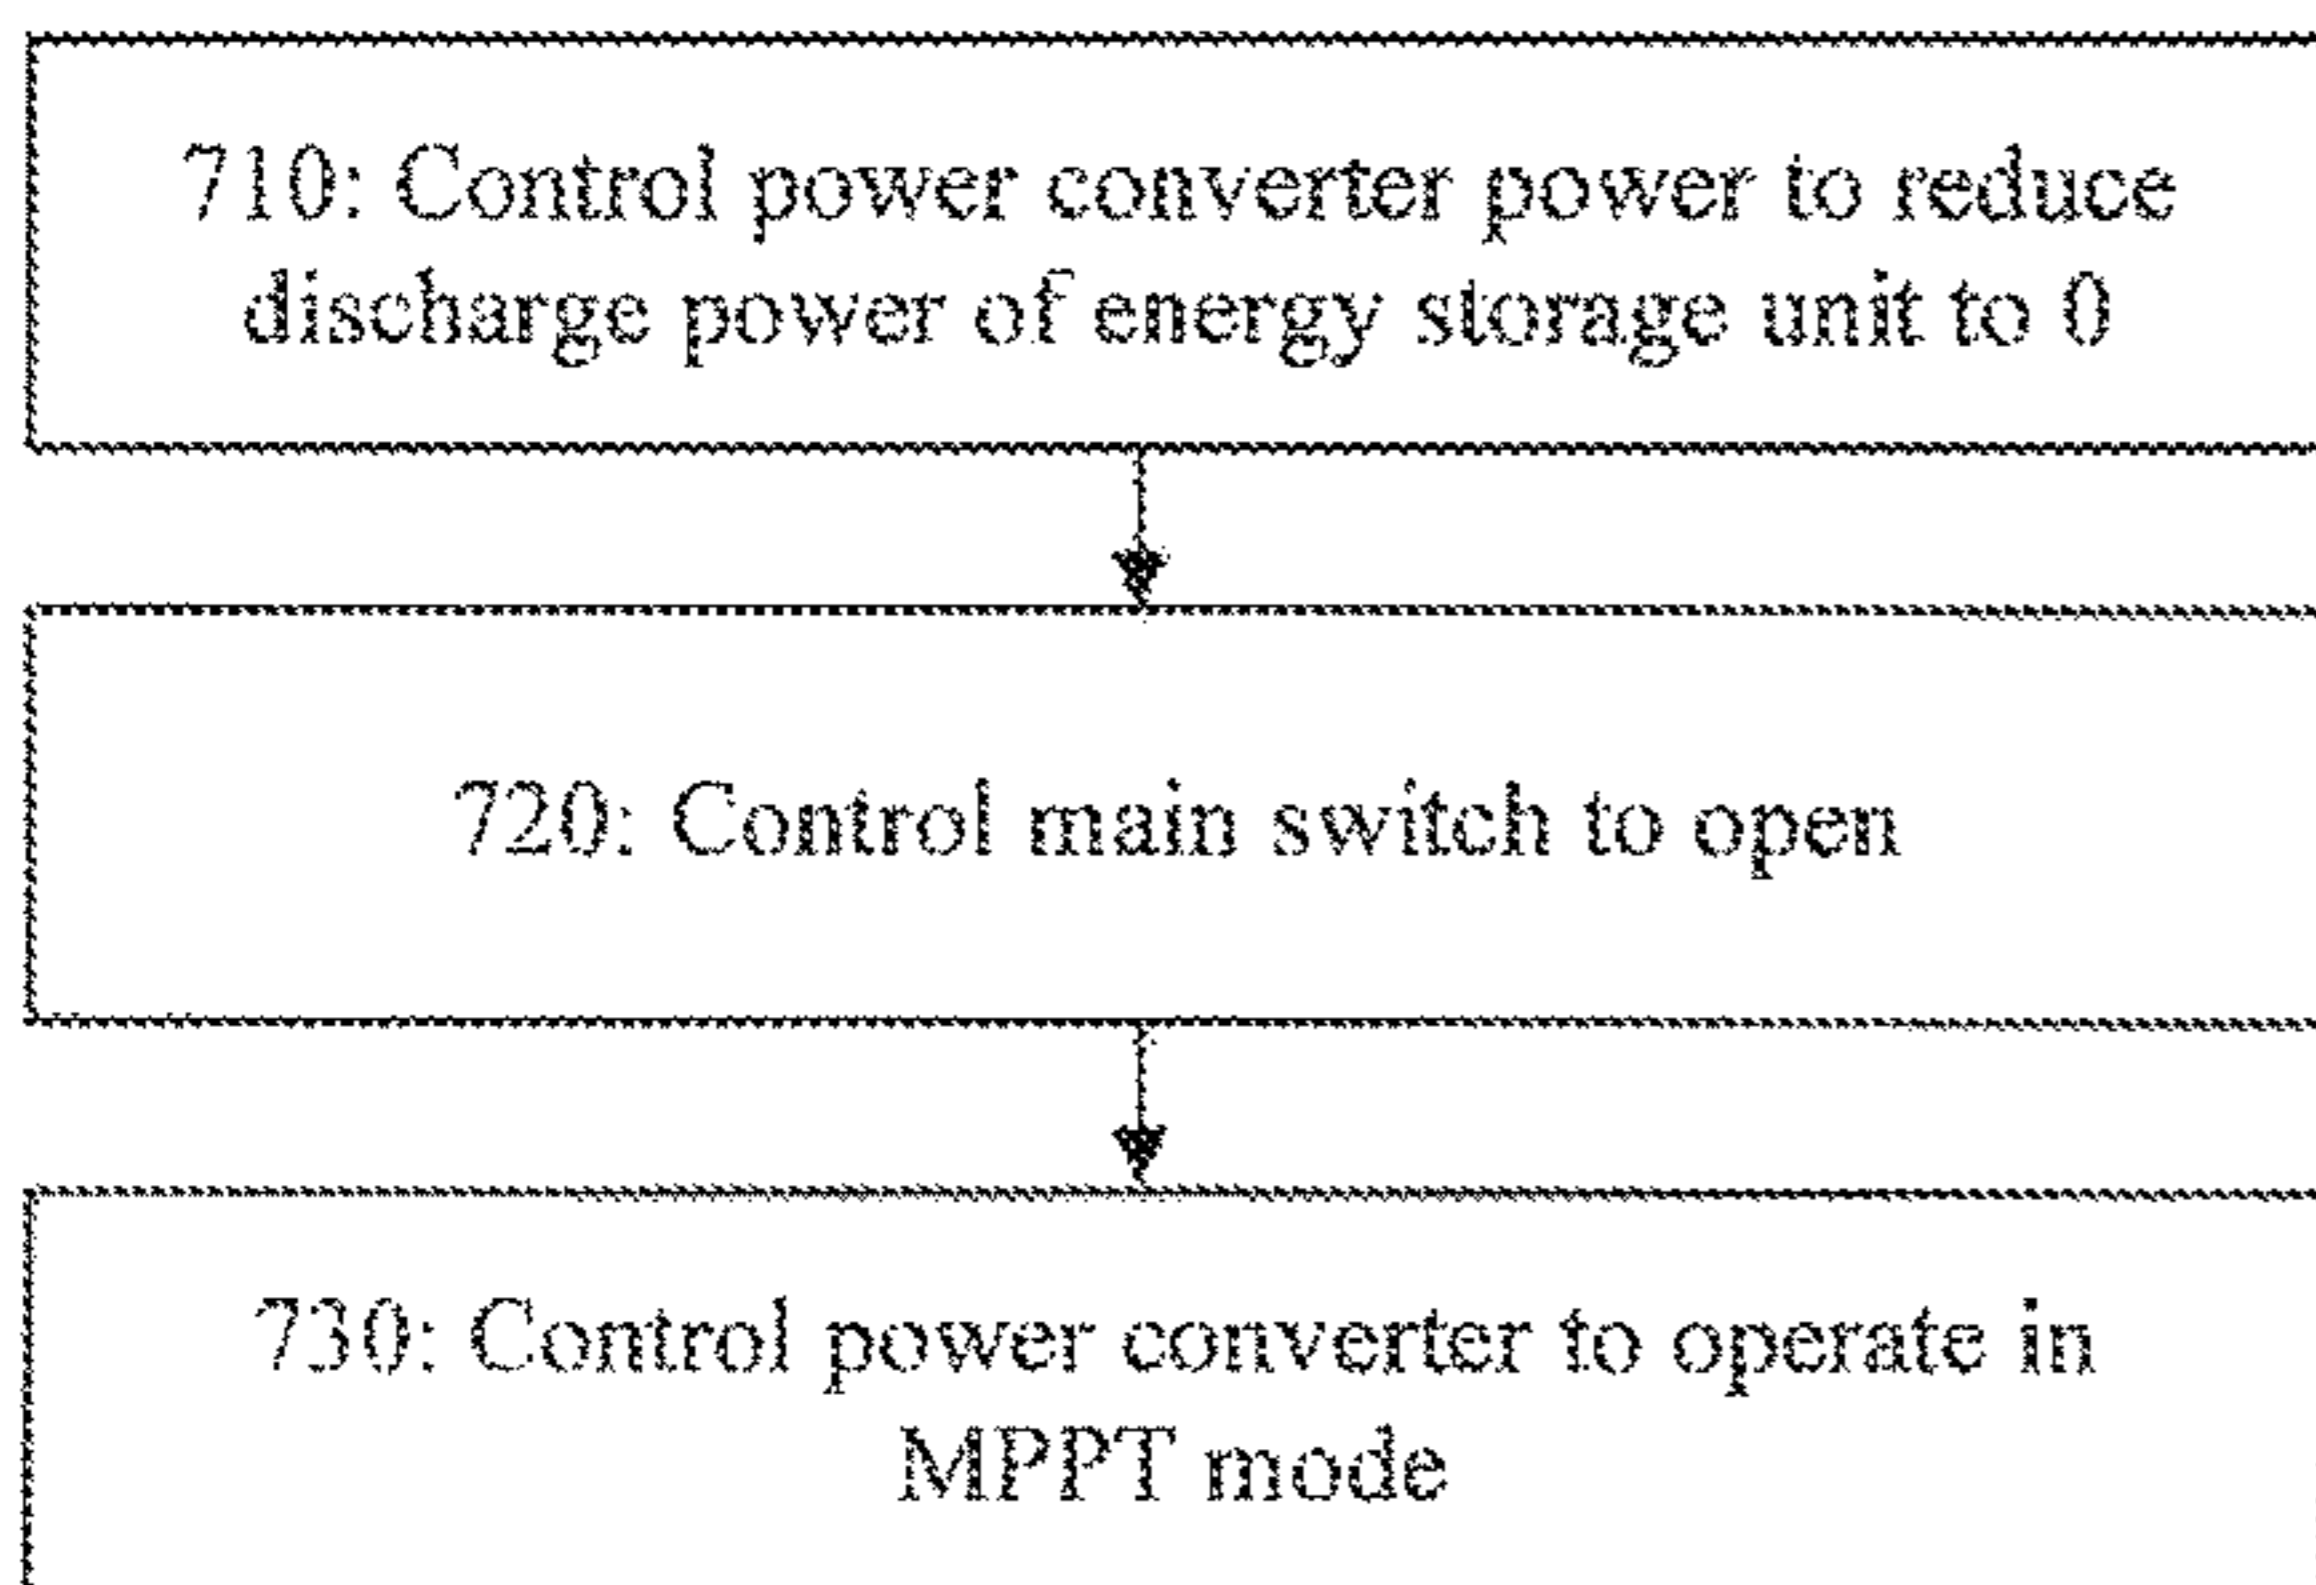 710: Control power converter power to reduce
discharge power of energy storage unit to 0
720: Control main switch to open
730: Control power converter to operate in
MPPT mode